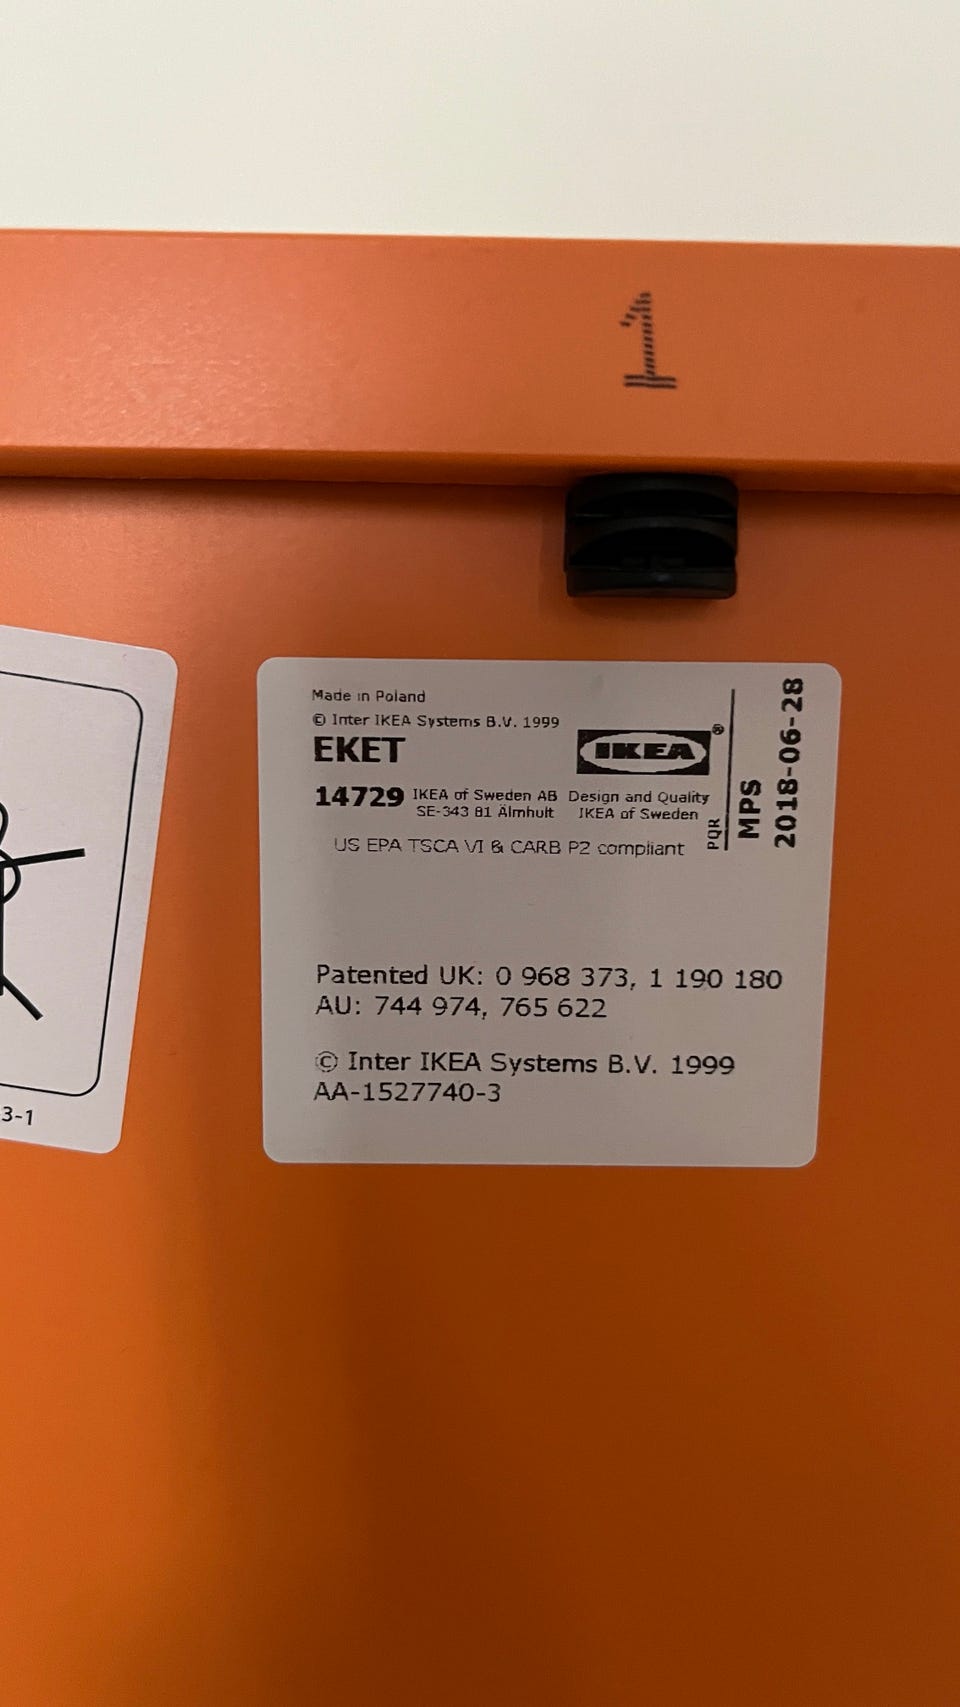 1
3-1
Made in Poland
© Inter IKEA Systems B.V. 1999
EKET
IKEA®
14729 IKEA of Sweden AB Design and Quality
SE-343 81 Älmhult IKEA of Sweden
US EPA TSCA VI & CARB P2 compliant
PQR
MPS
2018-06-28
Patented UK: 0 968 373, 1 190 180
AU: 744 974, 765 622
© Inter IKEA Systems B.V. 1999
AA-1527740-3